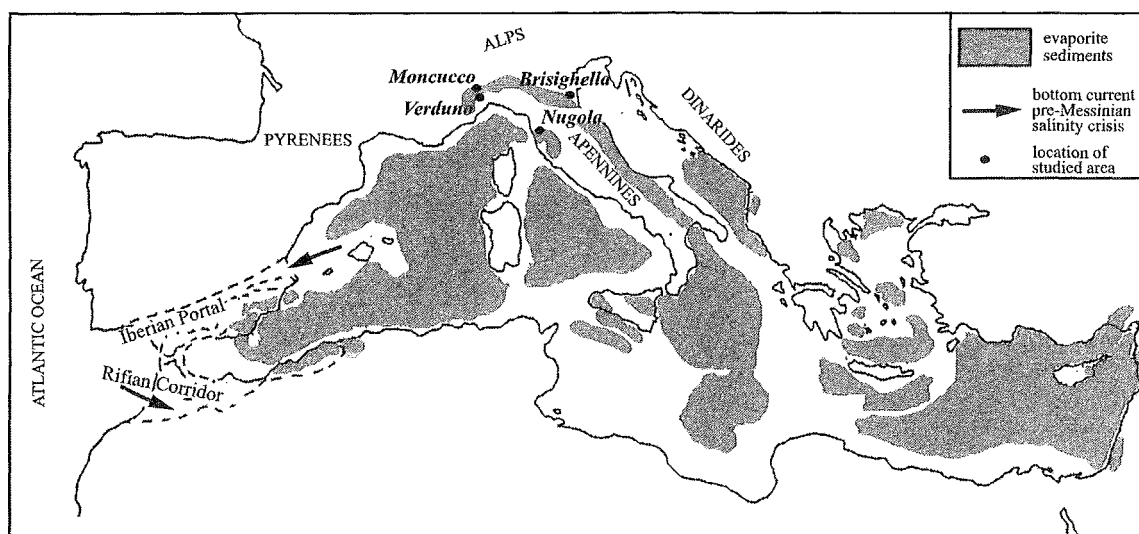 ALPS
Moncucco
Brisighella
Verduno
Nugola
PYRENEES
APENNINES
DINARIDES
ATLANTIC OCEAN
Iberian Portal
Rifian Corridor
evaporite
sediments
bottom current
pre-Messinian
salinity crisis
location of
studied area